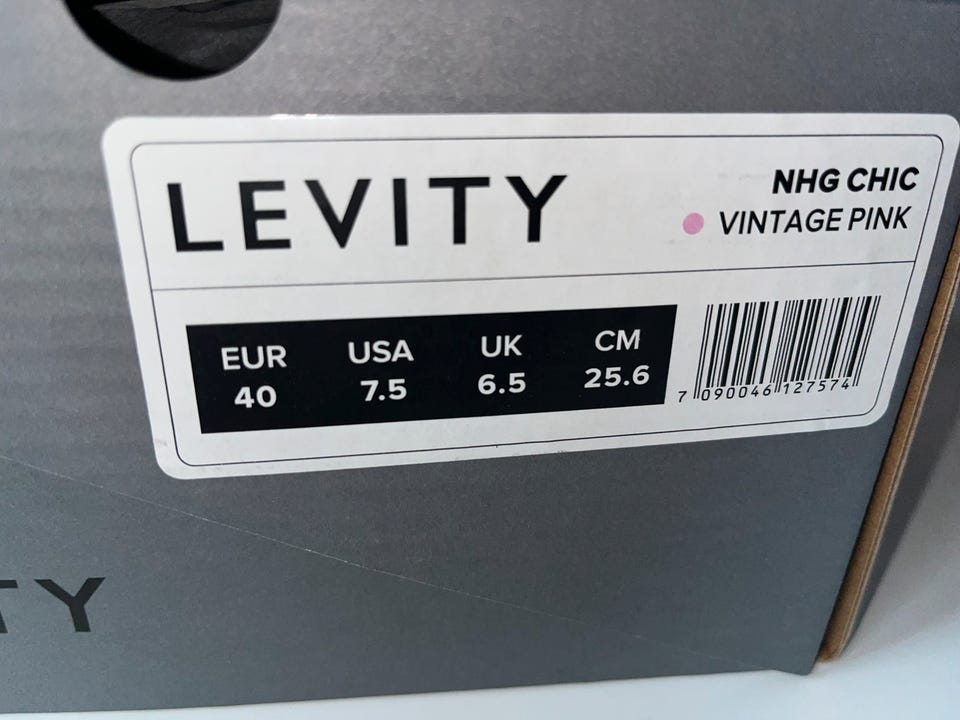 LEVITY
NHG CHIC
VINTAGE PINK
EUR USA UK CM
40 7.5 6.5 25.6
7 090046 127574
TY